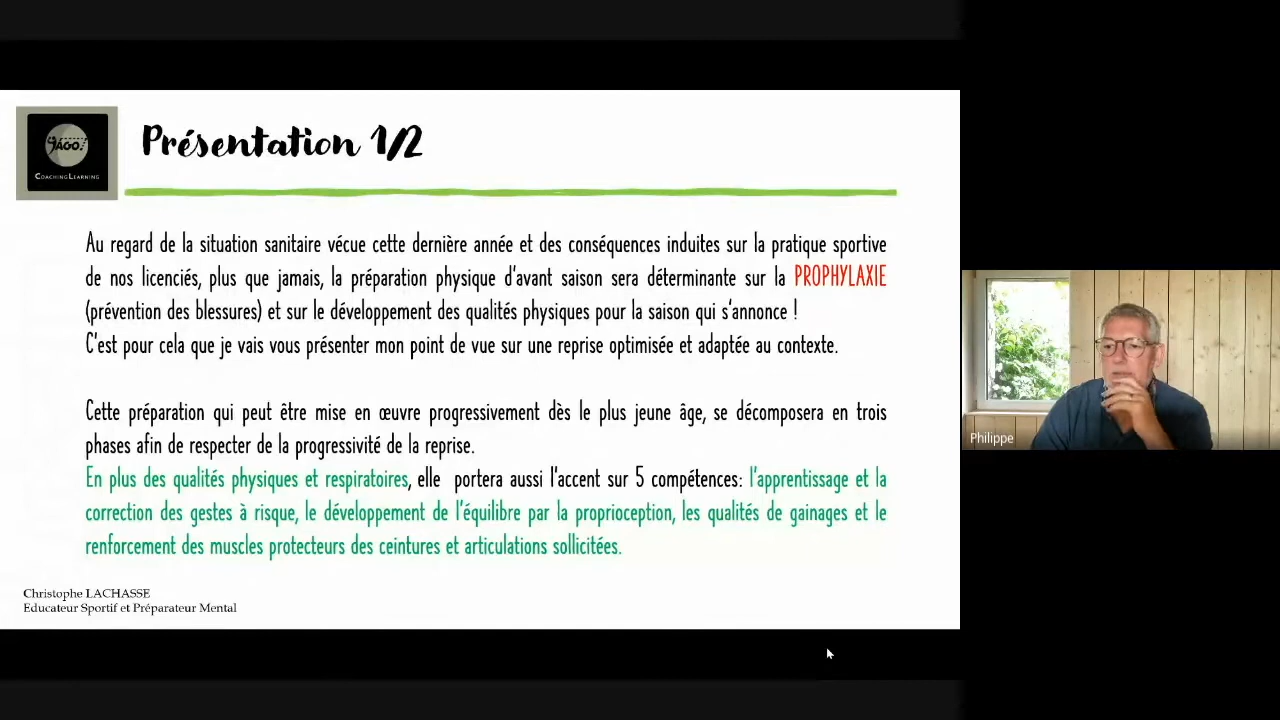 JAGO!
COACHINGLEARNING
Présentation 1/2
Au regard de la situation sanitaire vécue cette dernière année et des conséquences induites sur la pratique sportive
de nos licenciés, plus que jamais, la préparation physique d'avant saison sera déterminante sur la PROPHYLAXIE
(prévention des blessures) et sur le développement des qualités physiques pour la saison qui s'annonce !
C'est pour cela que je vais vous présenter mon point de vue sur une reprise optimisée et adaptée au contexte.
Cette préparation qui peut être mise en œuvre progressivement dès le plus jeune âge, se décomposera en trois
phases afin de respecter de la progressivité de la reprise.
En plus des qualités physiques et respiratoires, elle portera aussi l'accent sur 5 compétences: l'apprentissage et la
correction des gestes à risque, le développement de l'équilibre par la proprioception, les qualités de gainages et le
renforcement des muscles protecteurs des ceintures et articulations sollicitées.
Christophe LACHASSE
Educateur Sportif et Préparateur Mental
Philippe